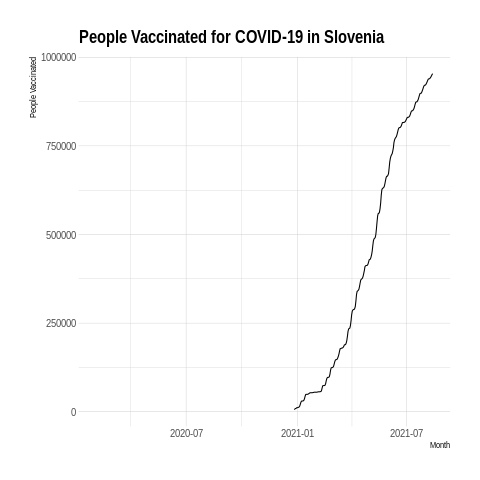 People Vaccinated for COVID-19 in Slovenia
People Vaccinated
1000000
750000
500000
250000
0
2020-07
2021-01
2021-07
Month